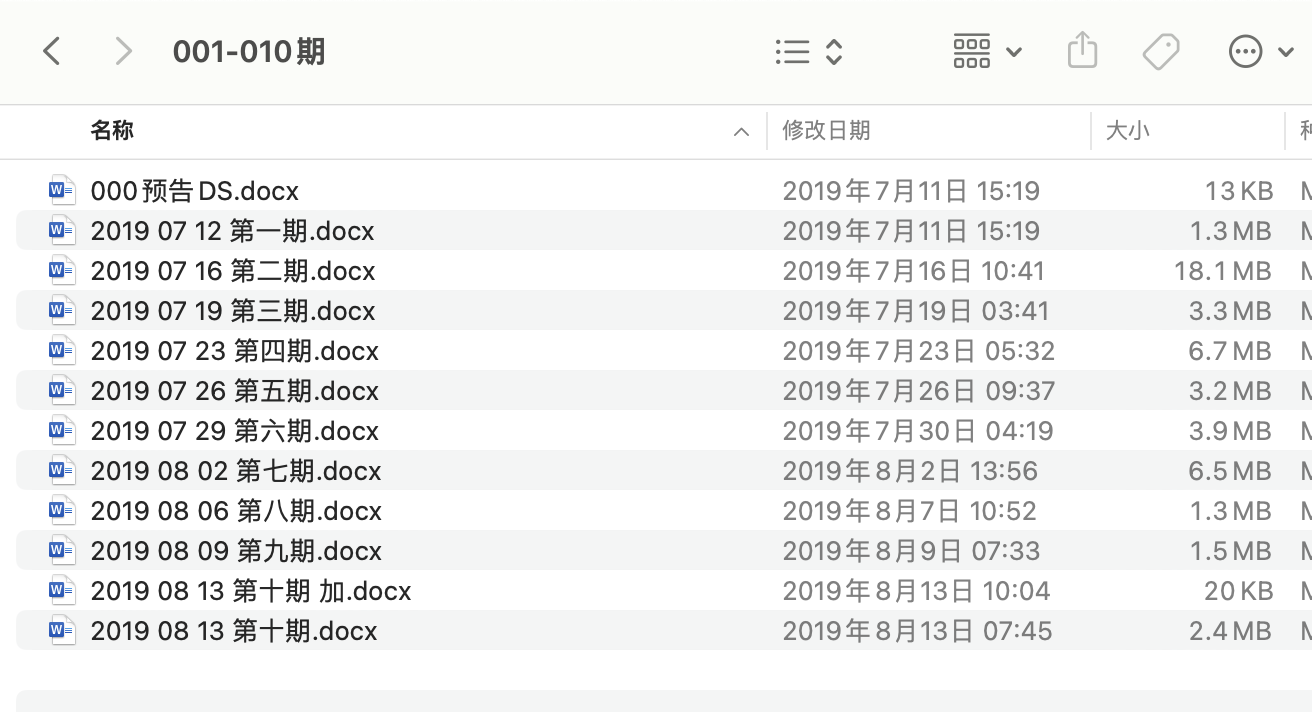 001-010期
名称 修改日期 大小
000预告DS.docx 2019年7月11日 15:19 13 KB
2019 07 12 第一期.docx 2019年7月11日 15:19 1.3 MB
2019 07 16 第二期.docx 2019年7月16日 10:41 18.1 MB
2019 07 19 第三期.docx 2019年7月19日 03:41 3.3 MB
2019 07 23 第四期.docx 2019年7月23日 05:32 6.7 MB
2019 07 26 第五期.docx 2019年7月26日 09:37 3.2 MB
2019 07 29 第六期.docx 2019年7月30日 04:19 3.9 MB
2019 08 02 第七期.docx 2019年8月2日 13:56 6.5 MB
2019 08 06 第八期.docx 2019年8月7日 10:52 1.3 MB
2019 08 09 第九期.docx 2019年8月9日 07:33 1.5 MB
2019 08 13 第十期 加.docx 2019年8月13日 10:04 20 KB
2019 08 13 第十期.docx 2019年8月13日 07:45 2.4 MB